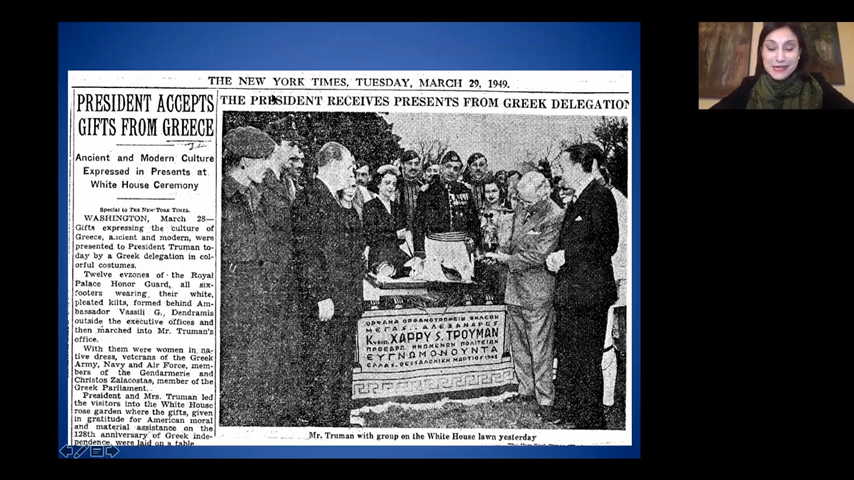 THE NEW YORK TIMES, TUESDAY, MARCH 29, 1949.
PRESIDENT ACCEPTS
GIFTS FROM GREECE
Ancient and Modern Culture
Expressed in Presents at
White House Ceremony
Special to THE NEW YORK TIMES.
WASHINGTON, March 28—
Gifts expressing the culture of
Greece, ancient and modern, were
presented to President Truman to-
day by a Greek delegation in col-
orful costumes.
Twelve evzones of the Royal
Palace Honor Guard, all six-
footers wearing their white,
pleated kilts, formed behind Am-
bassador Vassili G. Dendramis
outside the executive offices and
then marched into Mr. Truman's
office.
With them were women in na-
tive dress, veterans of the Greek
Army, Navy and Air Force, mem-
bers of the Gendarmerie and
Christos Zalacostas, member of the
Greek Parliament.
President and Mrs. Truman led
the visitors into the White House
rose garden where the gifts, given
in gratitude for American moral
and material assistance on the
128th anniversary of Greek inde-
pendence, were laid on a table
THE PRESIDENT RECEIVES PRESENTS FROM GREEK DELEGATION
ΜΕΓΑΣ ΑΛΕΞΑΝΔΡΟΣ
ΧΑΡΡΥ S. ΤΡΟΥΜΑΝ
ΠΡΟΕΔΡΩ ΗΝΩΜΕΝΩΝ ΠΟΛΙΤΕΙΩΝ
ΕΥΓΝΩΜΟΝΟΥΝΤΑ
ΕΛΛΑΣ ΘΕΣΣΑΛΟΝΙΚΗ ΜΑΡΤΙΟΣ
Mr. Truman with group on the White House lawn yesterday